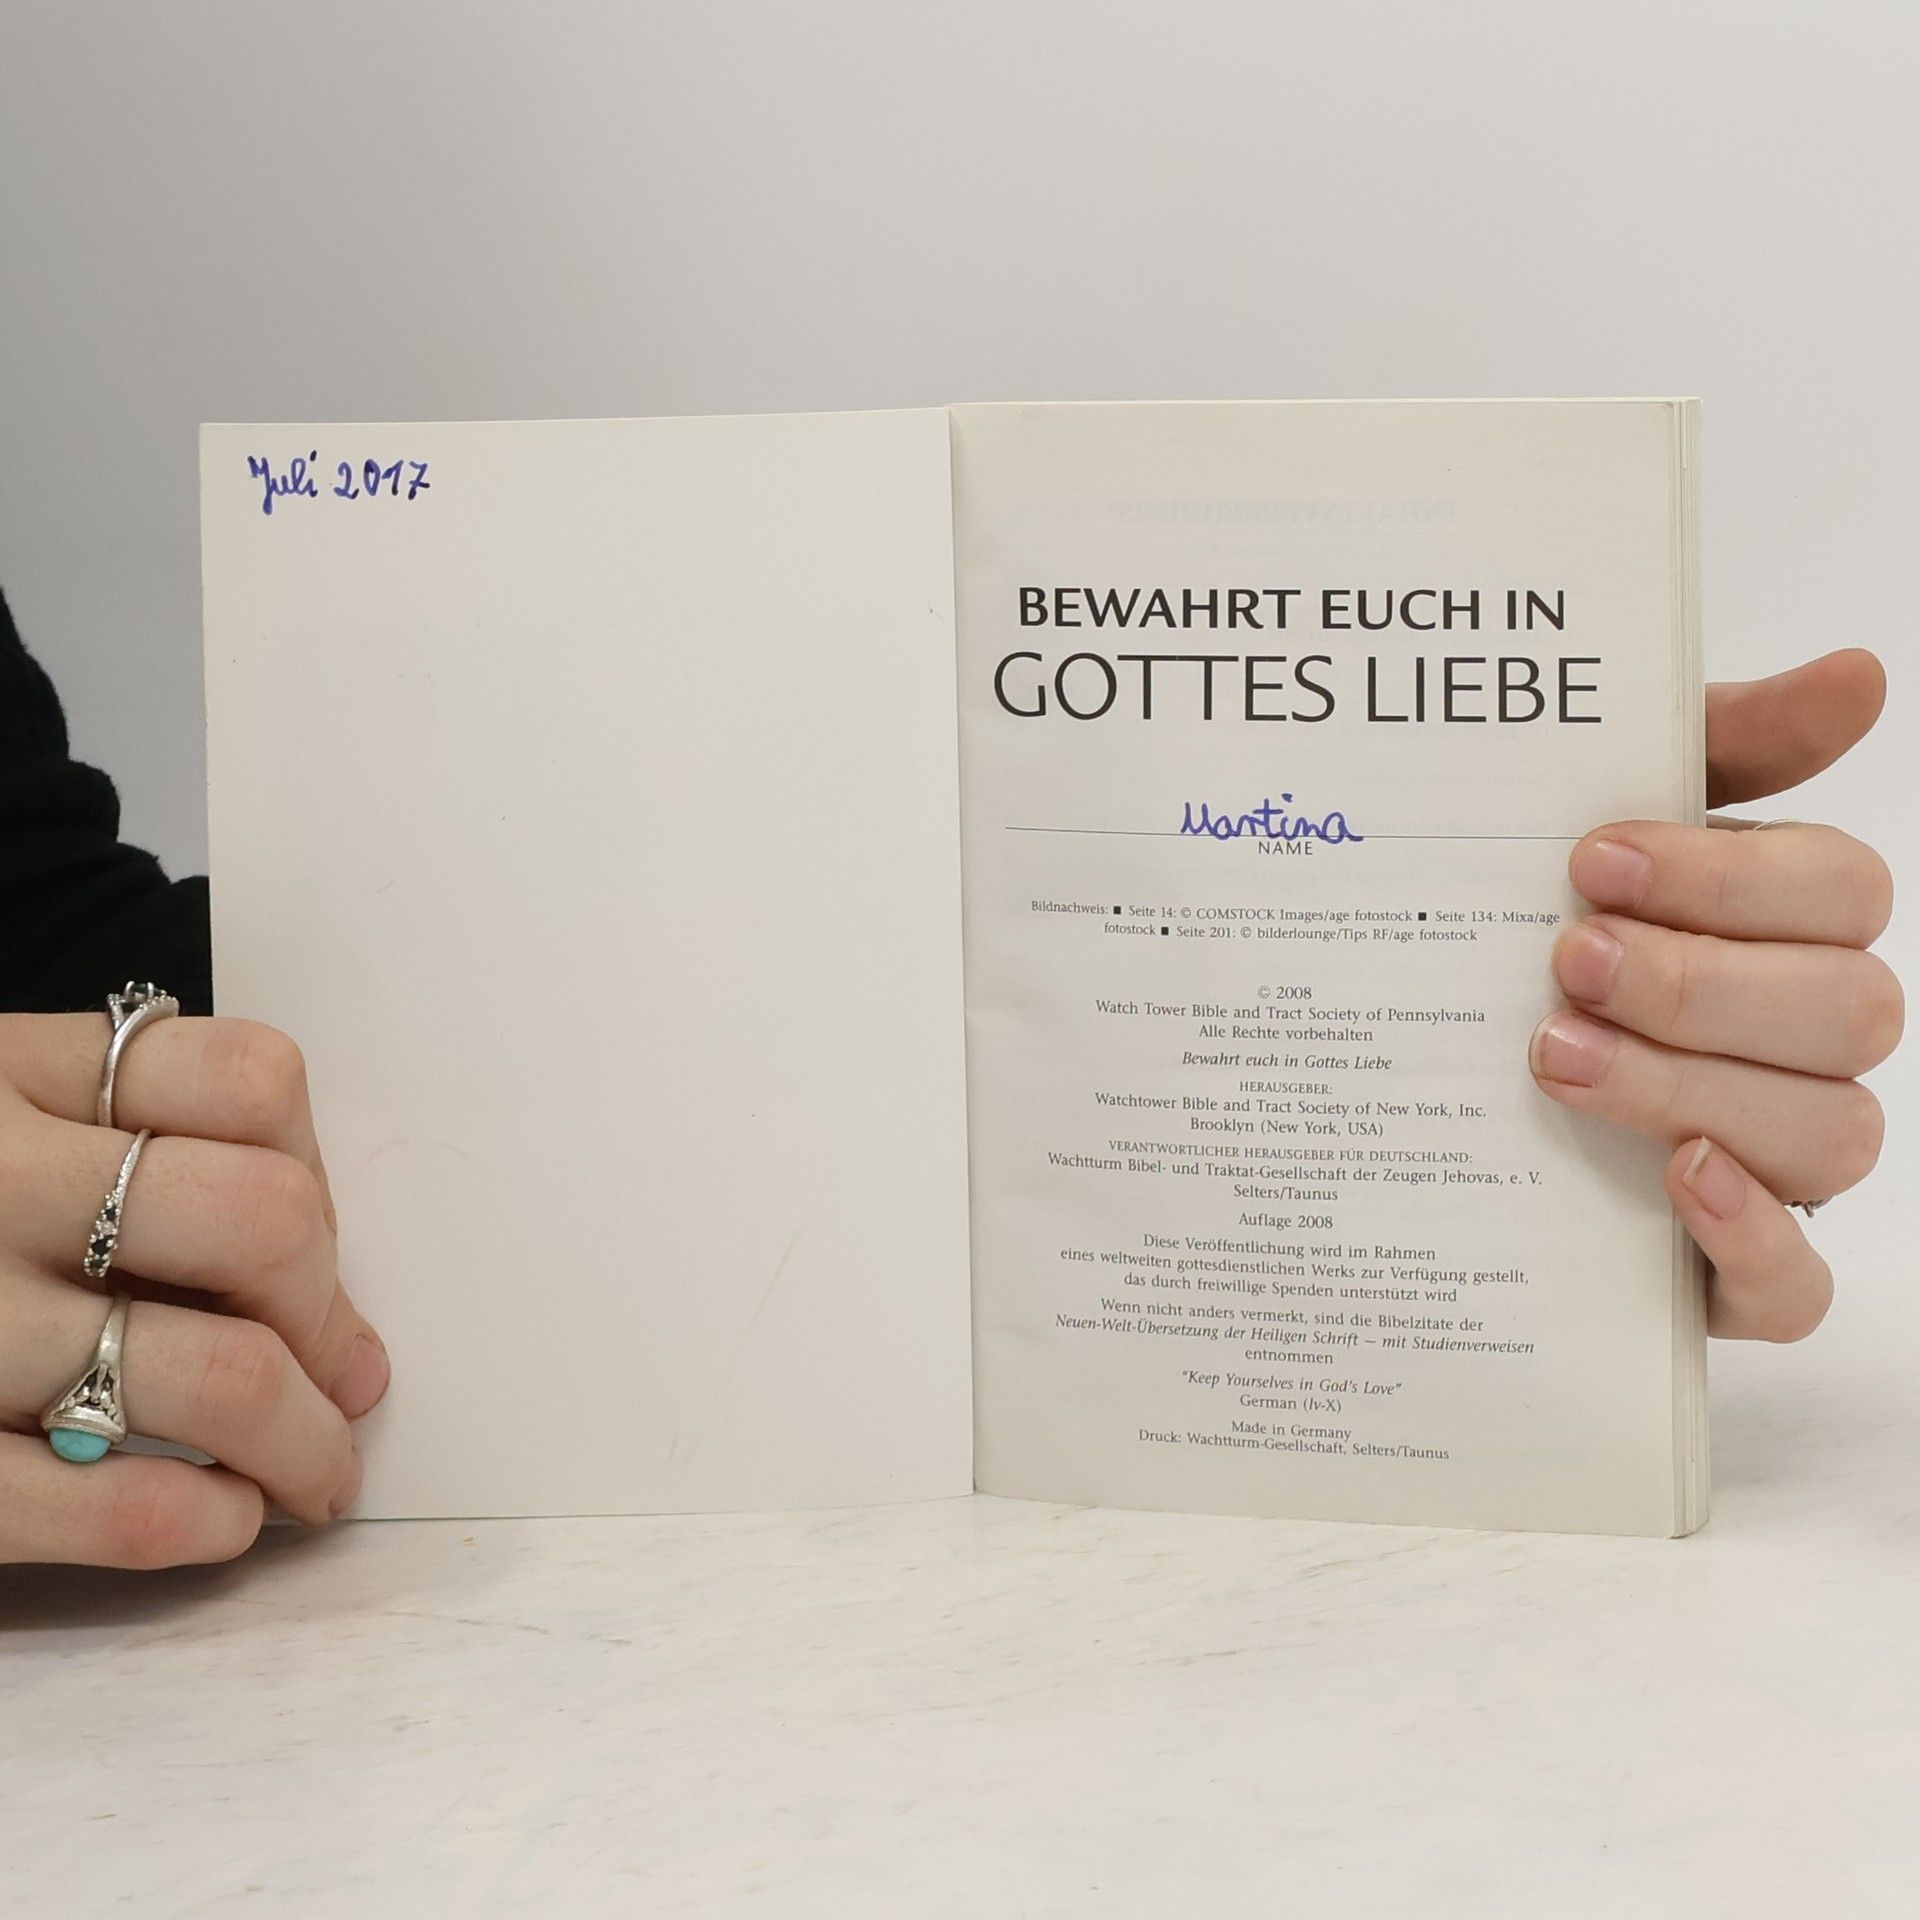 Juli 2017
BEWAHRT EUCH IN
GOTTES LIEBE
Martina
NAME
Bildnachweis: ■ Seite 14: © COMSTOCK Images/age fotostock ■ Seite 134: Mixa/age
fotostock ■ Seite 201: © bilderlounge/Tips RF/age fotostock
© 2008
Watch Tower Bible and Tract Society of Pennsylvania
Alle Rechte vorbehalten
Bewahrt euch in Gottes Liebe
HERAUSGEBER:
Watchtower Bible and Tract Society of New York, Inc.
Brooklyn (New York, USA)
VERANTWORTLICHER HERAUSGEBER FÜR DEUTSCHLAND:
Wachtturm Bibel- und Traktat-Gesellschaft der Zeugen Jehovas, e. V.
Selters/Taunus
Auflage 2008
Diese Veröffentlichung wird im Rahmen
eines weltweiten gottesdienstlichen Werks zur Verfügung gestellt,
das durch freiwillige Spenden unterstützt wird
Wenn nicht anders vermerkt, sind die Bibelzitate der
Neuen-Welt-Übersetzung der Heiligen Schrift — mit Studienverweisen
entnommen
"Keep Yourselves in God's Love"
German (lv-X)
Made in Germany
Druck: Wachtturm-Gesellschaft, Selters/Taunus